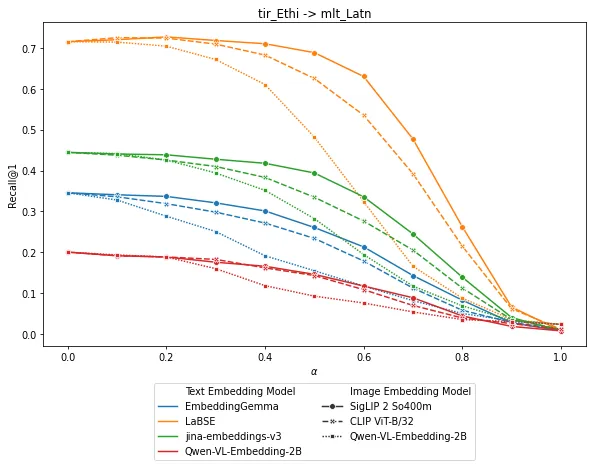 tir_Ethi -> mlt_Latn
Recall@1
0.7
0.6
0.5
0.4
0.3
0.2
0.1
0.0
0.0 0.2 0.4 0.6 0.8 1.0
α
Text Embedding Model Image Embedding Model
EmbeddingGemma SigLIP 2 So400m
LaBSE CLIP ViT-B/32
jina-embeddings-v3 Qwen-VL-Embedding-2B
Qwen-VL-Embedding-2B